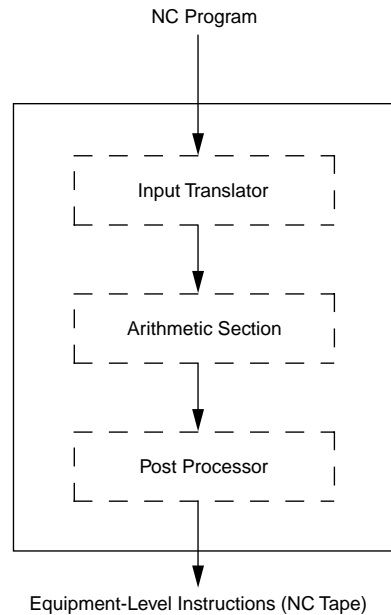 NC Program
Input Translator
Arithmetic Section
Post Processor
Equipment-Level Instructions (NC Tape)